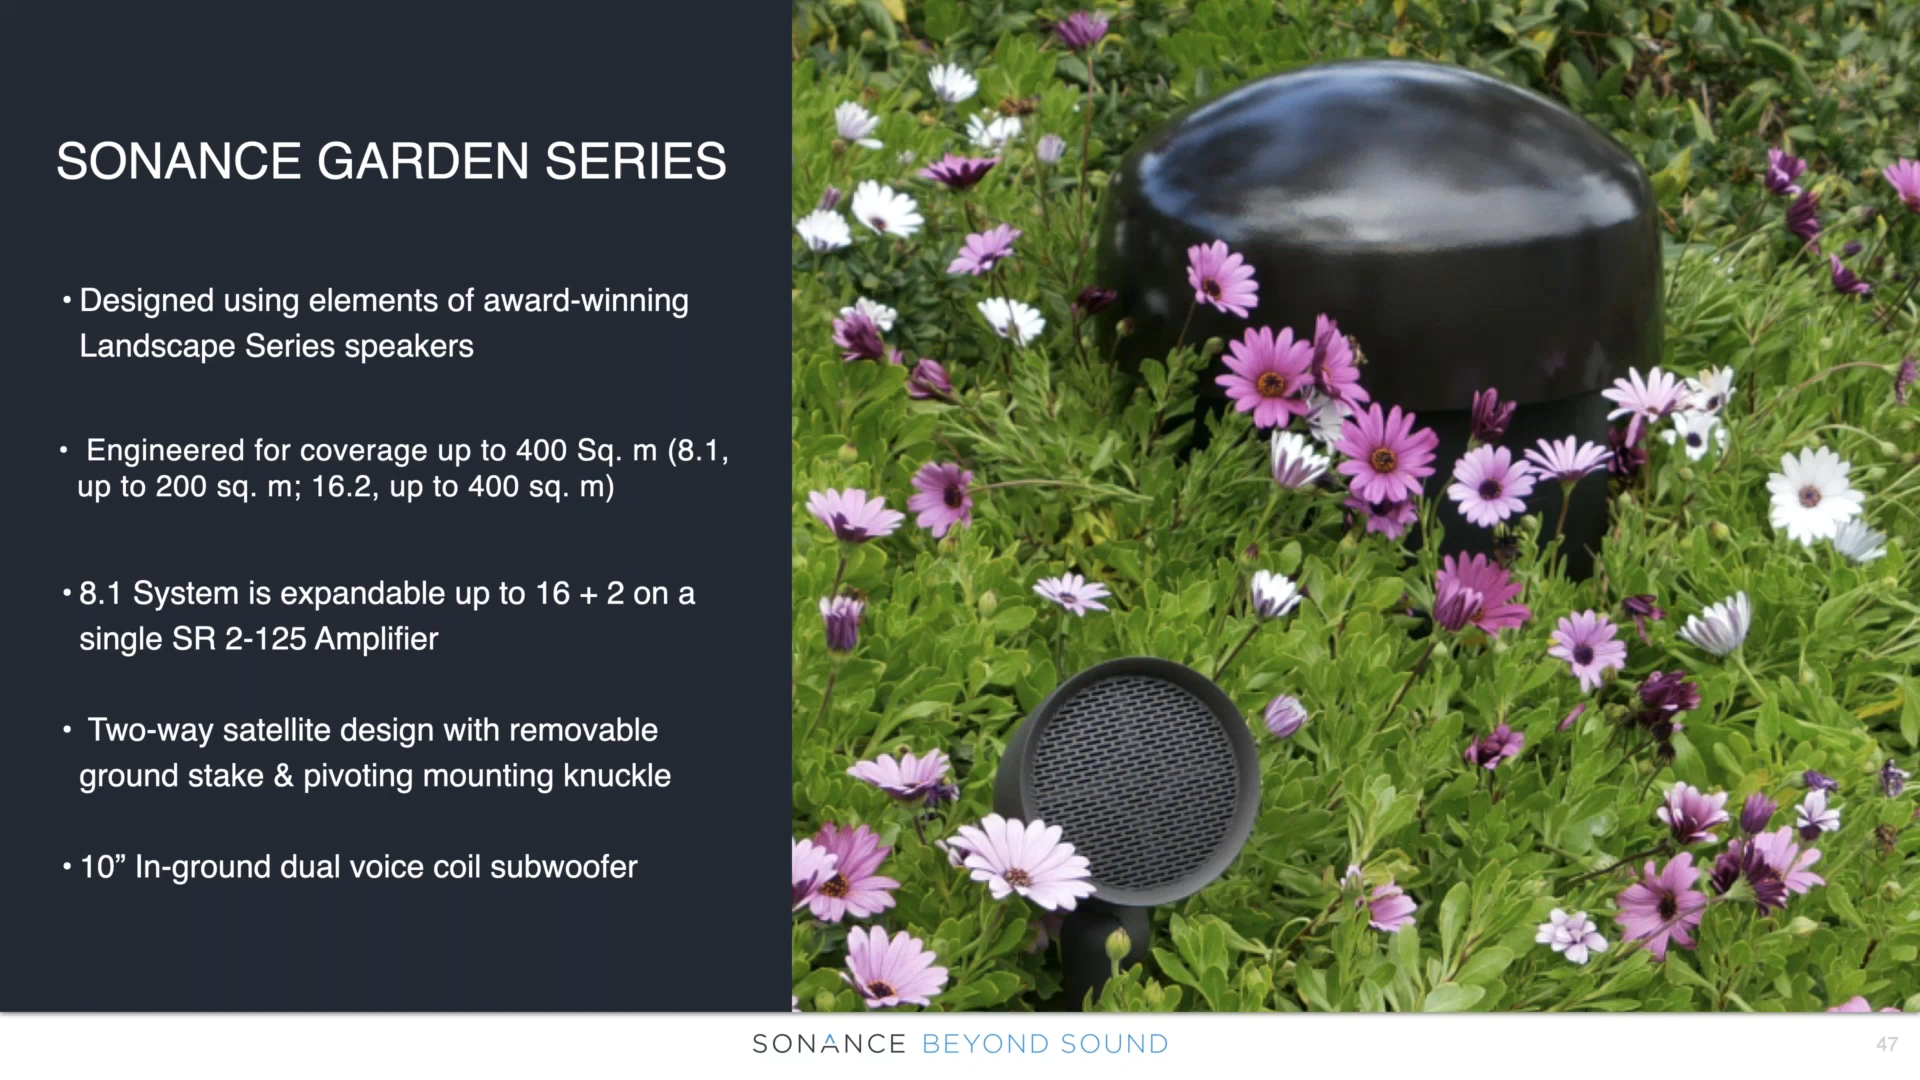 SONANCE GARDEN SERIES
• Designed using elements of award-winning
Landscape Series speakers
• Engineered for coverage up to 400 Sq. m (8.1,
up to 200 sq. m; 16.2, up to 400 sq. m)
• 8.1 System is expandable up to 16 + 2 on a
single SR 2-125 Amplifier
• Two-way satellite design with removable
ground stake & pivoting mounting knuckle
• 10” In-ground dual voice coil subwoofer
SONANCE BEYOND SOUND
47